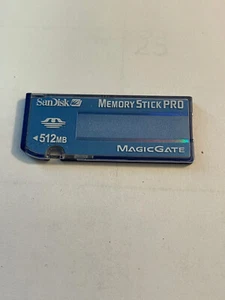 SanDisk MEMORY STICK PRO
512MB
MAGICGATE